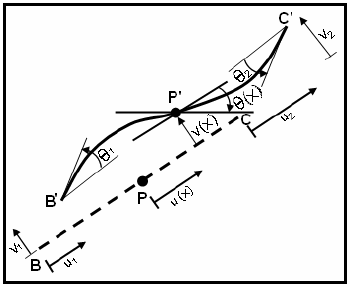 C'
v₂
θ₂
P'
θ(x)
v(x)
C
u₂
θ₁
B'
P
u(x)
v₁
B
u₁